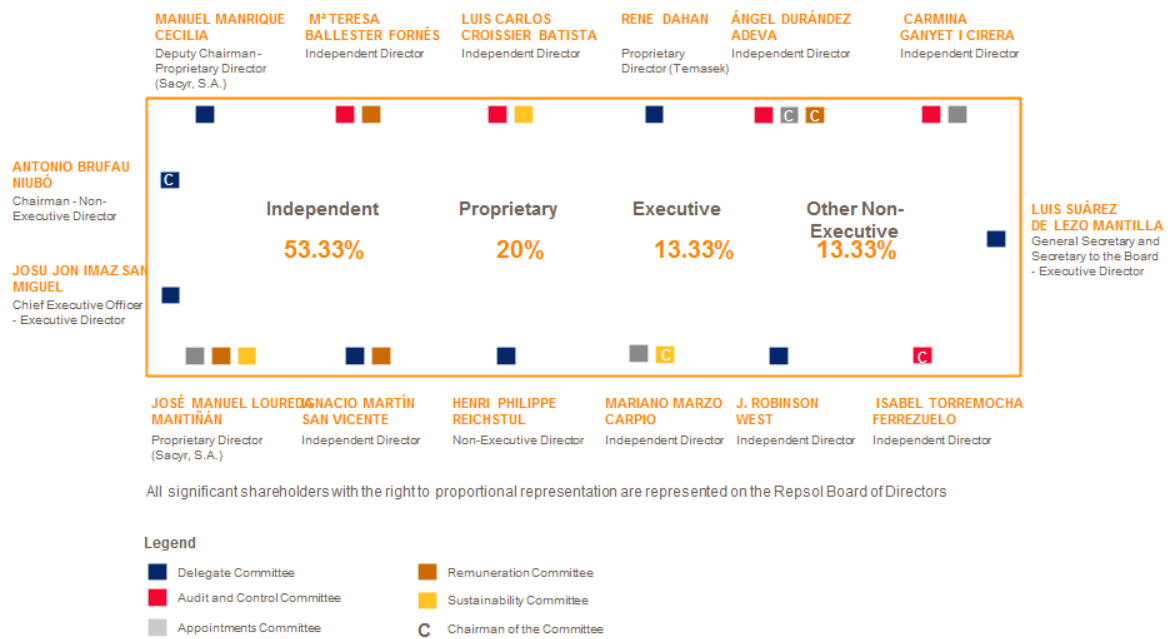 MANUEL MANRIQUE
CECILIA
Deputy Chairman -
Proprietary Director
(Sacyr, S.A.)
Mª TERESA
BALLESTER FORNÉS
Independent Director
LUIS CARLOS
CROISSIER BATISTA
Independent Director
RENE DAHAN
Proprietary
Director (Temasek)
ÁNGEL DURÁNDEZ
ADEVA
Independent Director
CARMINA
GANYET I CIRERA
Independent Director
C C
ANTONIO BRUFAU
NIUBÓ
Chairman - Non-
Executive Director
C
Independent
53.33%
Proprietary
20%
Executive
13.33%
Other Non-
Executive
13.33%
LUIS SUÁREZ
DE LEZO MANTILLA
General Secretary and
Secretary to the Board
- Executive Director
JOSU JON IMAZ SAN
MIGUEL
Chief Executive Officer
- Executive Director
C
C
JOSÉ MANUEL LOUREDA
MANTIÑÁN
Proprietary Director
(Sacyr, S.A.)
IGNACIO MARTÍN
SAN VICENTE
Independent Director
HENRI PHILIPPE
REICHSTUL
Non-Executive Director
MARIANO MARZO
CARPIO
Independent Director
J. ROBINSON
WEST
Independent Director
ISABEL TORREMOCHA
FERREZUELO
Independent Director
All significant shareholders with the right to proportional representation are represented on the Repsol Board of Directors
Legend
Delegate Committee
Audit and Control Committee
Appointments Committee
Remuneration Committee
Sustainability Committee
C Chairman of the Committee